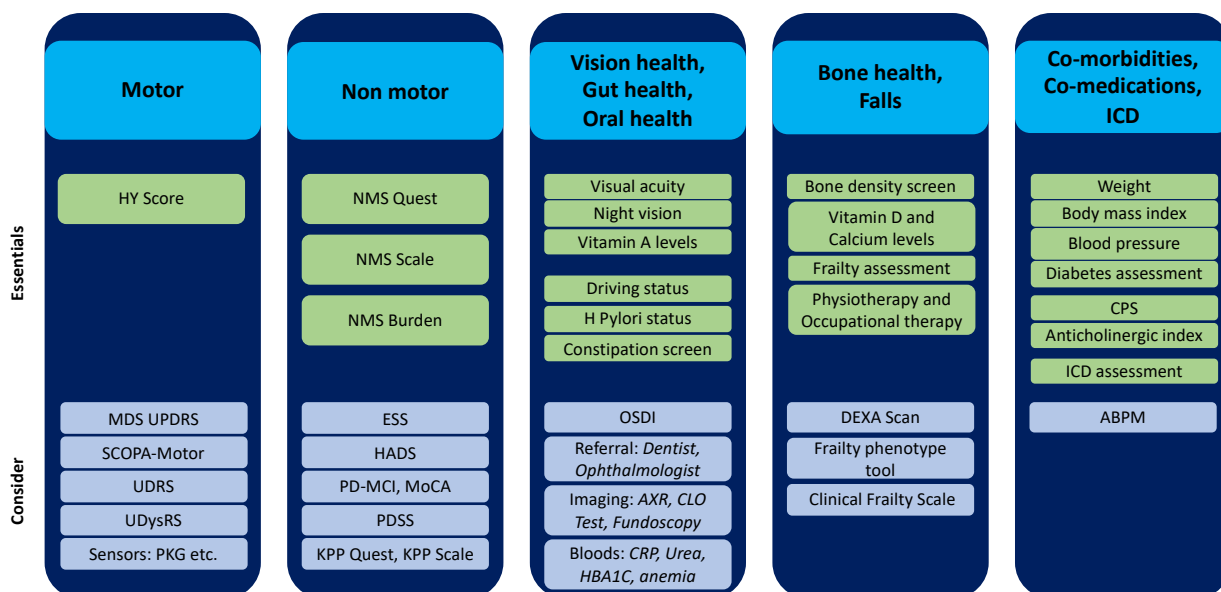 Motor
Non motor
Vision health,
Gut health,
Oral health
Bone health,
Falls
Co-morbidities,
Co-medications,
ICD
Essentials
HY Score
NMS Quest
NMS Scale
NMS Burden
Visual acuity
Night vision
Vitamin A levels
Driving status
H Pylori status
Constipation screen
Bone density screen
Vitamin D and
Calcium levels
Frailty assessment
Physiotherapy and
Occupational therapy
Weight
Body mass index
Blood pressure
Diabetes assessment
CPS
Anticholinergic index
ICD assessment
Consider
MDS UPDRS
SCOPA-Motor
UDRS
UDysRS
Sensors: PKG etc.
ESS
HADS
PD-MCI, MoCA
PDSS
KPP Quest, KPP Scale
OSDI
Referral: Dentist,
Ophthalmologist
Imaging: AXR, CLO
Test, Fundoscopy
Bloods: CRP, Urea,
HBA1C, anemia
DEXA Scan
Frailty phenotype
tool
Clinical Frailty Scale
ABPM